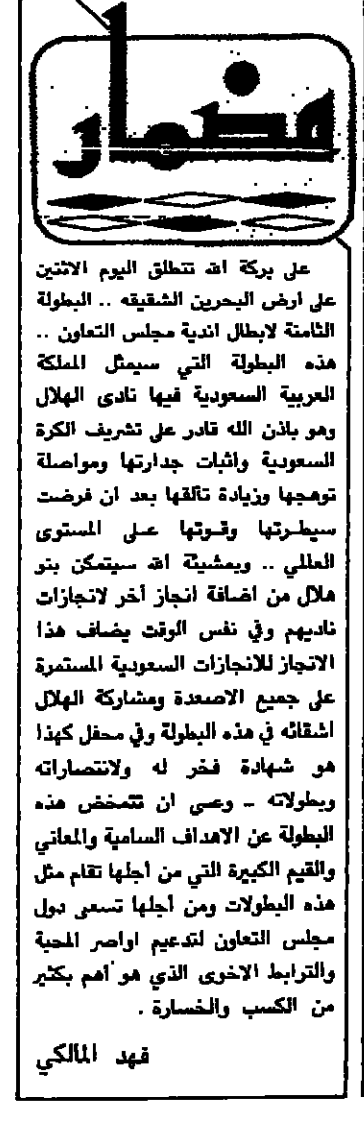 مضمار
على بركة الله تنطلق اليوم الاثنين
على ارض البحرين الشقيقه .. البطولة
الثامنة لابطال اندية مجلس التعاون ..
هذه البطولة التي سيمثل المملكة
العربية السعودية فيها نادى الهلال
وهو باذن الله قادر على تشريف الكرة
السعودية واثبات جدارتها ومواصلة
توهجها وزيادة تألقها بعد ان فرضت
سيطرتها وقوتها على المستوى
العالمي .. وبمشيئة الله سيتمكن بنو
هلال من اضافة انجاز أخر لانجازات
ناديهم وفي نفس الوقت يضاف هذا
الانجاز للانجازات السعودية المستمرة
على جميع الاصعدة ومشاركة الهلال
اشقائه في هذه البطولة وفي محفل كهذا
هو شهادة فخر له ولانتصاراته
وبطولاته - وعسى ان تتمخض هذه
البطولة عن الاهداف السامية والمعاني
والقيم الكبيرة التي من أجلها تقام مثل
هذه البطولات ومن أجلها تسعى دول
مجلس التعاون لتدعيم اواصر المحبة
والترابط الاخوى الذي هو أهم بكثير
من الكسب والخسارة .
فهد المالكي